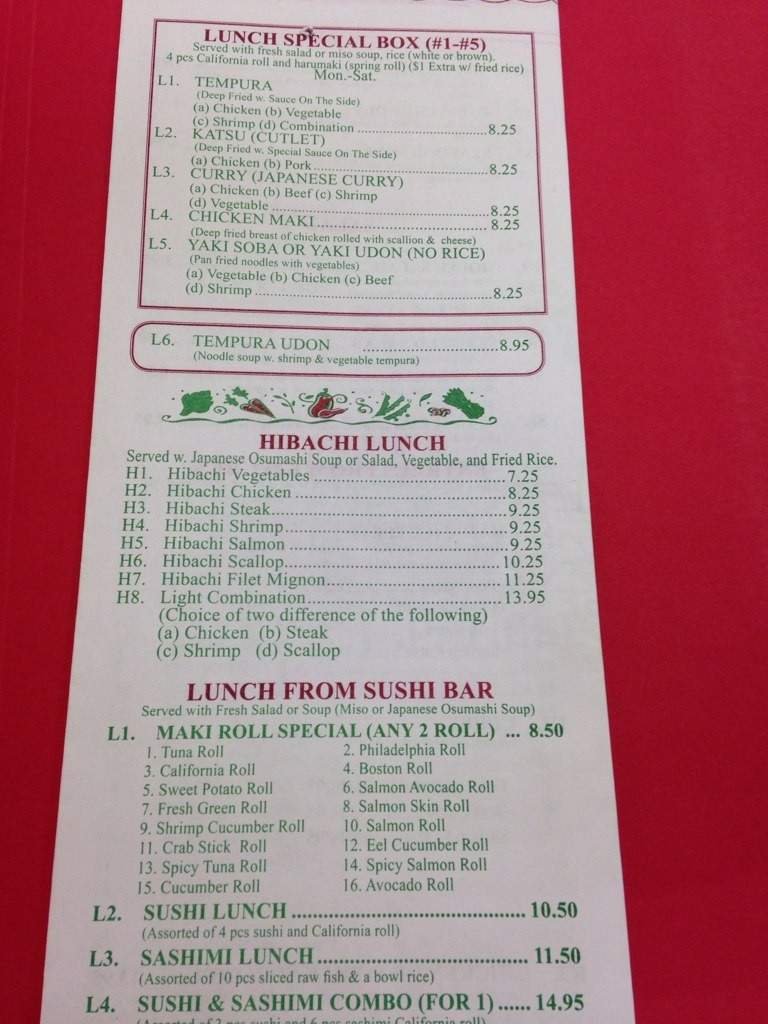 LUNCH SPECIAL BOX (#1-#5)
Served with fresh salad or miso soup, rice (white or brown).
4 pcs California roll and harumaki (spring roll) ($1 Extra w/ fried rice)
Mon.-Sat.
L1. TEMPURA
(Deep Fried w. Sauce On The Side)
(a) Chicken (b) Vegetable
(c) Shrimp (d) Combination ........................ 8.25
L2. KATSU (CUTLET)
(Deep Fried w. Special Sauce On The Side)
(a) Chicken (b) Pork ................................ 8.25
L3. CURRY (JAPANESE CURRY)
(a) Chicken (b) Beef (c) Shrimp
(d) Vegetable ........................................ 8.25
L4. CHICKEN MAKI ................................ 8.25
(Deep fried breast of chicken rolled with scallion & cheese)
L5. YAKI SOBA OR YAKI UDON (NO RICE)
(Pan fried noodles with vegetables)
(a) Vegetable (b) Chicken (c) Beef
(d) Shrimp ............................................ 8.25
L6. TEMPURA UDON ........................ 8.95
(Noodle soup w. shrimp & vegetable tempura)
HIBACHI LUNCH
Served w. Japanese Osumashi Soup or Salad, Vegetable, and Fried Rice.
H1. Hibachi Vegetables ................................ 7.25
H2. Hibachi Chicken .................................... 8.25
H3. Hibachi Steak ........................................ 9.25
H4. Hibachi Shrimp ...................................... 9.25
H5. Hibachi Salmon ..................................... 9.25
H6. Hibachi Scallop ..................................... 10.25
H7. Hibachi Filet Mignon ............................. 11.25
H8. Light Combination ................................ 13.95
(Choice of two difference of the following)
(a) Chicken (b) Steak
(c) Shrimp (d) Scallop
LUNCH FROM SUSHI BAR
Served with Fresh Salad or Soup (Miso or Japanese Osumashi Soup)
L1. MAKI ROLL SPECIAL (ANY 2 ROLL) ... 8.50
1. Tuna Roll 2. Philadelphia Roll
3. California Roll 4. Boston Roll
5. Sweet Potato Roll 6. Salmon Avocado Roll
7. Fresh Green Roll 8. Salmon Skin Roll
9. Shrimp Cucumber Roll 10. Salmon Roll
11. Crab Stick Roll 12. Eel Cucumber Roll
13. Spicy Tuna Roll 14. Spicy Salmon Roll
15. Cucumber Roll 16. Avocado Roll
L2. SUSHI LUNCH ............................................ 10.50
(Assorted of 4 pcs sushi and California roll)
L3. SASHIMI LUNCH ........................................ 11.50
(Assorted of 10 pcs sliced raw fish & a bowl rice)
L4. SUSHI & SASHIMI COMBO (FOR 1) ...... 14.95
(Assorted of 3 pcs sushi and 6 pcs sashimi California roll)